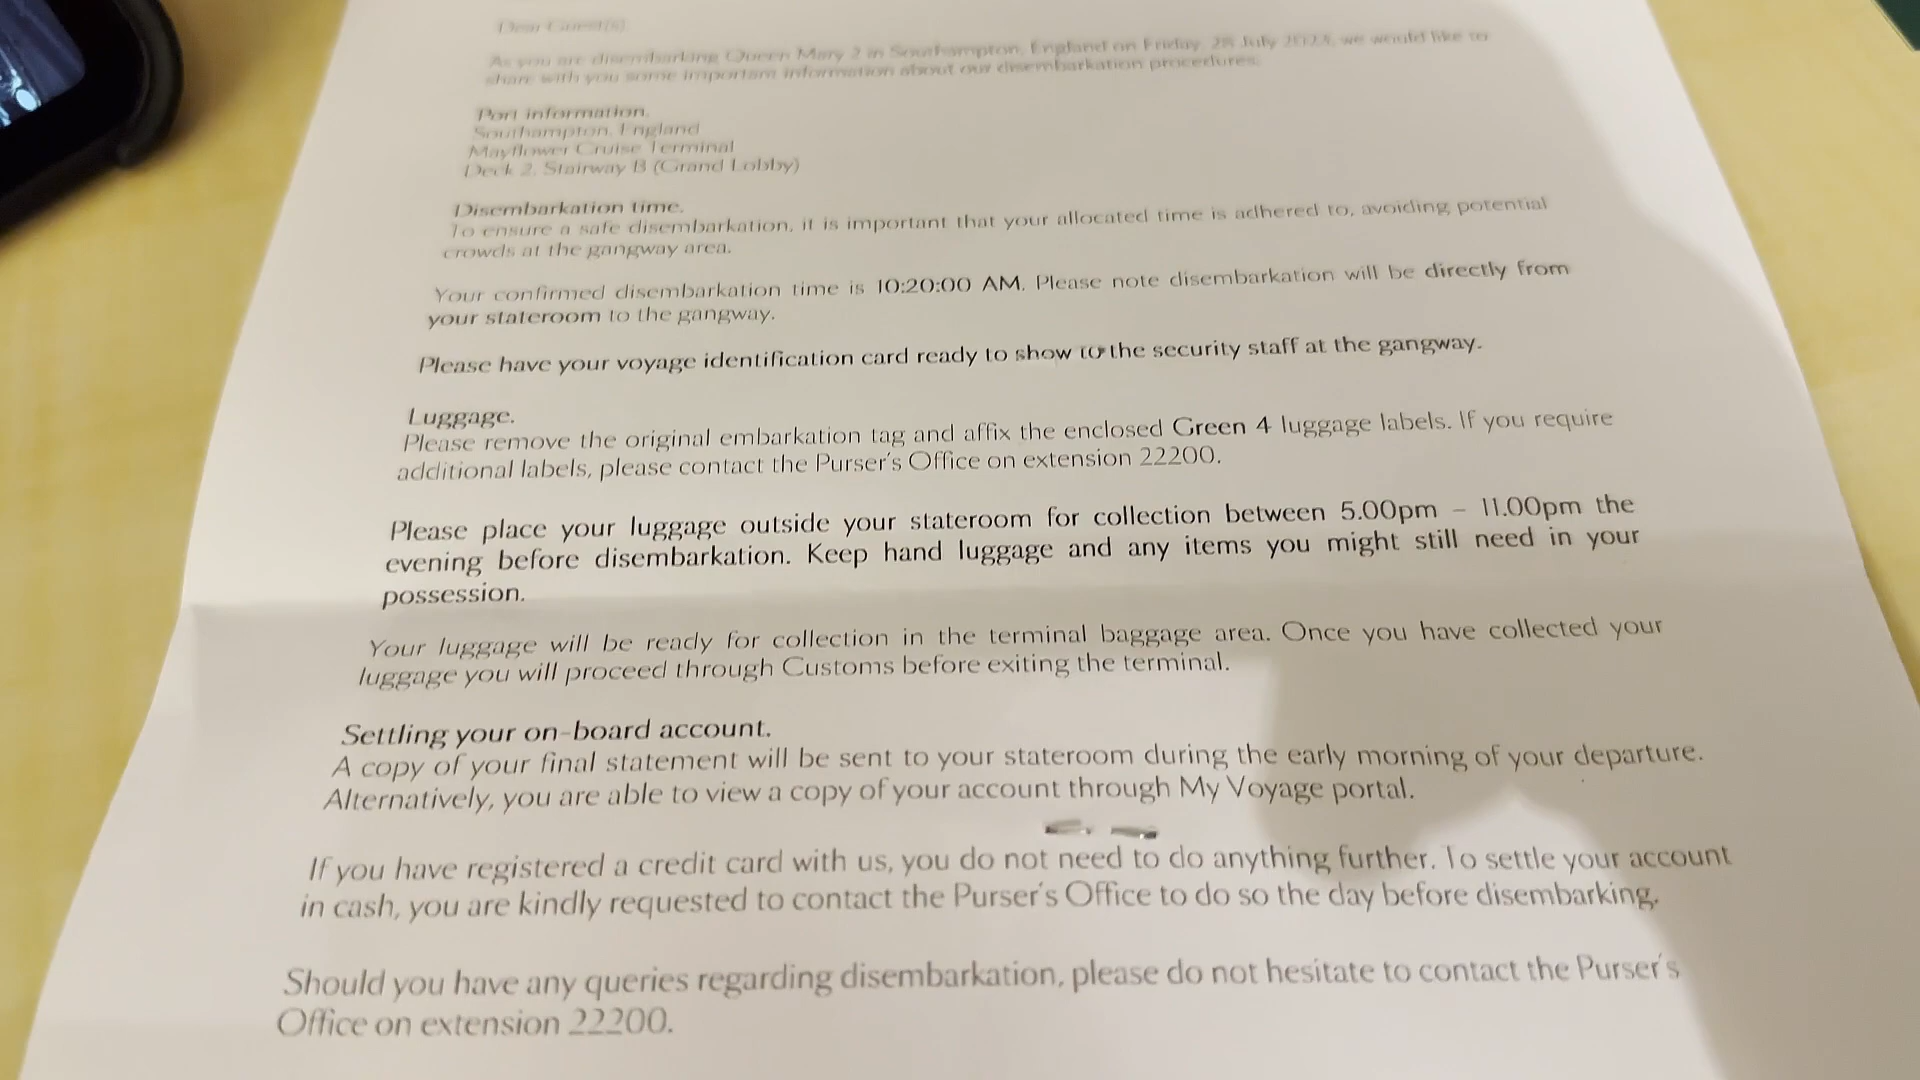 Dear Guest(s)
As you are disembarking Queen Mary 2 in Southampton, England on Friday, 28 July 2023, we would like to
share with you some important information about our disembarkation procedures.
Port information.
Southampton, England
Mayflower Cruise Terminal
Deck 2, Stairway B (Grand Lobby)
Disembarkation time.
To ensure a safe disembarkation, it is important that your allocated time is adhered to, avoiding potential
crowds at the gangway area.
Your confirmed disembarkation time is 10:20:00 AM. Please note disembarkation will be directly from
your stateroom to the gangway.
Please have your voyage identification card ready to show to the security staff at the gangway.
Luggage.
Please remove the original embarkation tag and affix the enclosed Green 4 luggage labels. If you require
additional labels, please contact the Purser's Office on extension 22200.
Please place your luggage outside your stateroom for collection between 5.00pm – 11.00pm the
evening before disembarkation. Keep hand luggage and any items you might still need in your
possession.
Your luggage will be ready for collection in the terminal baggage area. Once you have collected your
luggage you will proceed through Customs before exiting the terminal.
Settling your on-board account.
A copy of your final statement will be sent to your stateroom during the early morning of your departure.
Alternatively, you are able to view a copy of your account through My Voyage portal.
If you have registered a credit card with us, you do not need to do anything further. To settle your account
in cash, you are kindly requested to contact the Purser's Office to do so the day before disembarking.
Should you have any queries regarding disembarkation, please do not hesitate to contact the Purser's
Office on extension 22200.